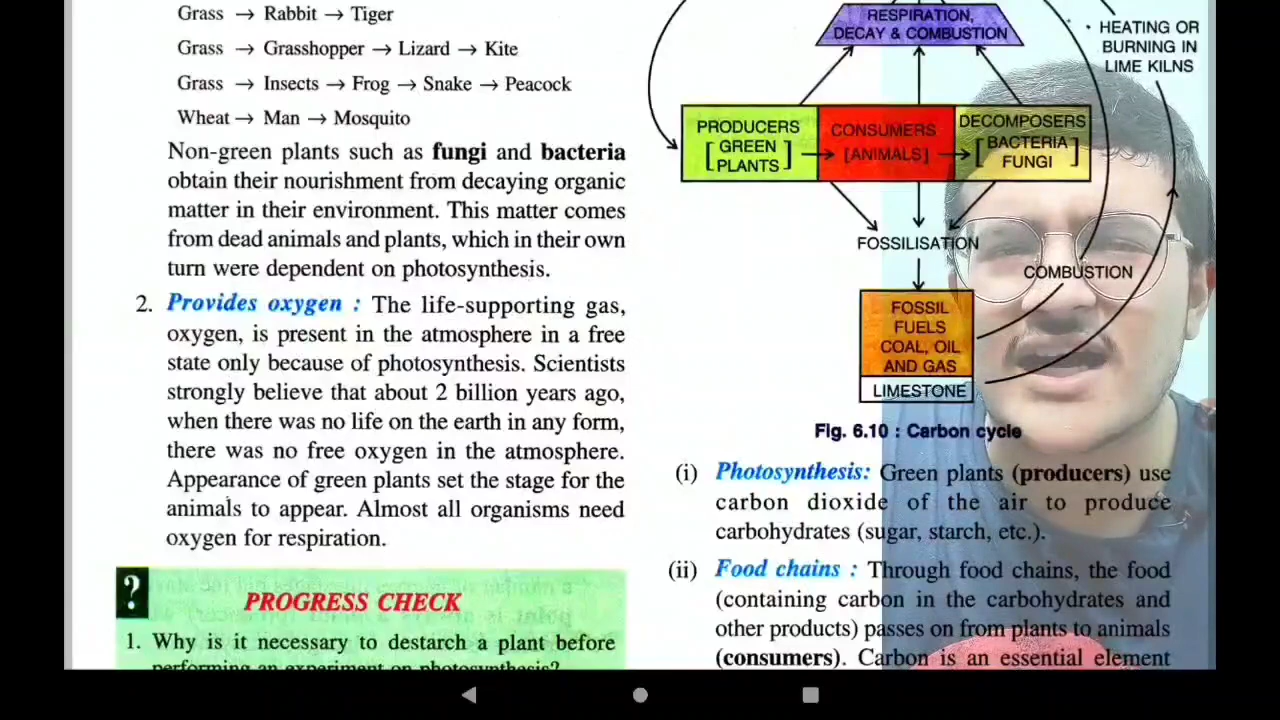 Grass → Rabbit → Tiger
Grass → Grasshopper → Lizard → Kite
Grass → Insects → Frog → Snake → Peacock
Wheat → Man → Mosquito
Non-green plants such as fungi and bacteria
obtain their nourishment from decaying organic
matter in their environment. This matter comes
from dead animals and plants, which in their own
turn were dependent on photosynthesis.
2. Provides oxygen : The life-supporting gas,
oxygen, is present in the atmosphere in a free
state only because of photosynthesis. Scientists
strongly believe that about 2 billion years ago,
when there was no life on the earth in any form,
there was no free oxygen in the atmosphere.
Appearance of green plants set the stage for the
animals to appear. Almost all organisms need
oxygen for respiration.
?
PROGRESS CHECK
1. Why is it necessary to destarch a plant before
performing an experiment on photosynthesis?
RESPIRATION,
DECAY & COMBUSTION
HEATING OR
BURNING IN
LIME KILNS
PRODUCERS
[GREEN
PLANTS]
CONSUMERS
[ANIMALS]
DECOMPOSERS
[BACTERIA
FUNGI]
FOSSILISATION
COMBUSTION
FOSSIL
FUELS
COAL, OIL
AND GAS
LIMESTONE
Fig. 6.10 : Carbon cycle
(i) Photosynthesis: Green plants (producers) use
carbon dioxide of the air to produce
carbohydrates (sugar, starch, etc.).
(ii) Food chains : Through food chains, the food
(containing carbon in the carbohydrates and
other products) passes on from plants to animals
(consumers). Carbon is an essential element